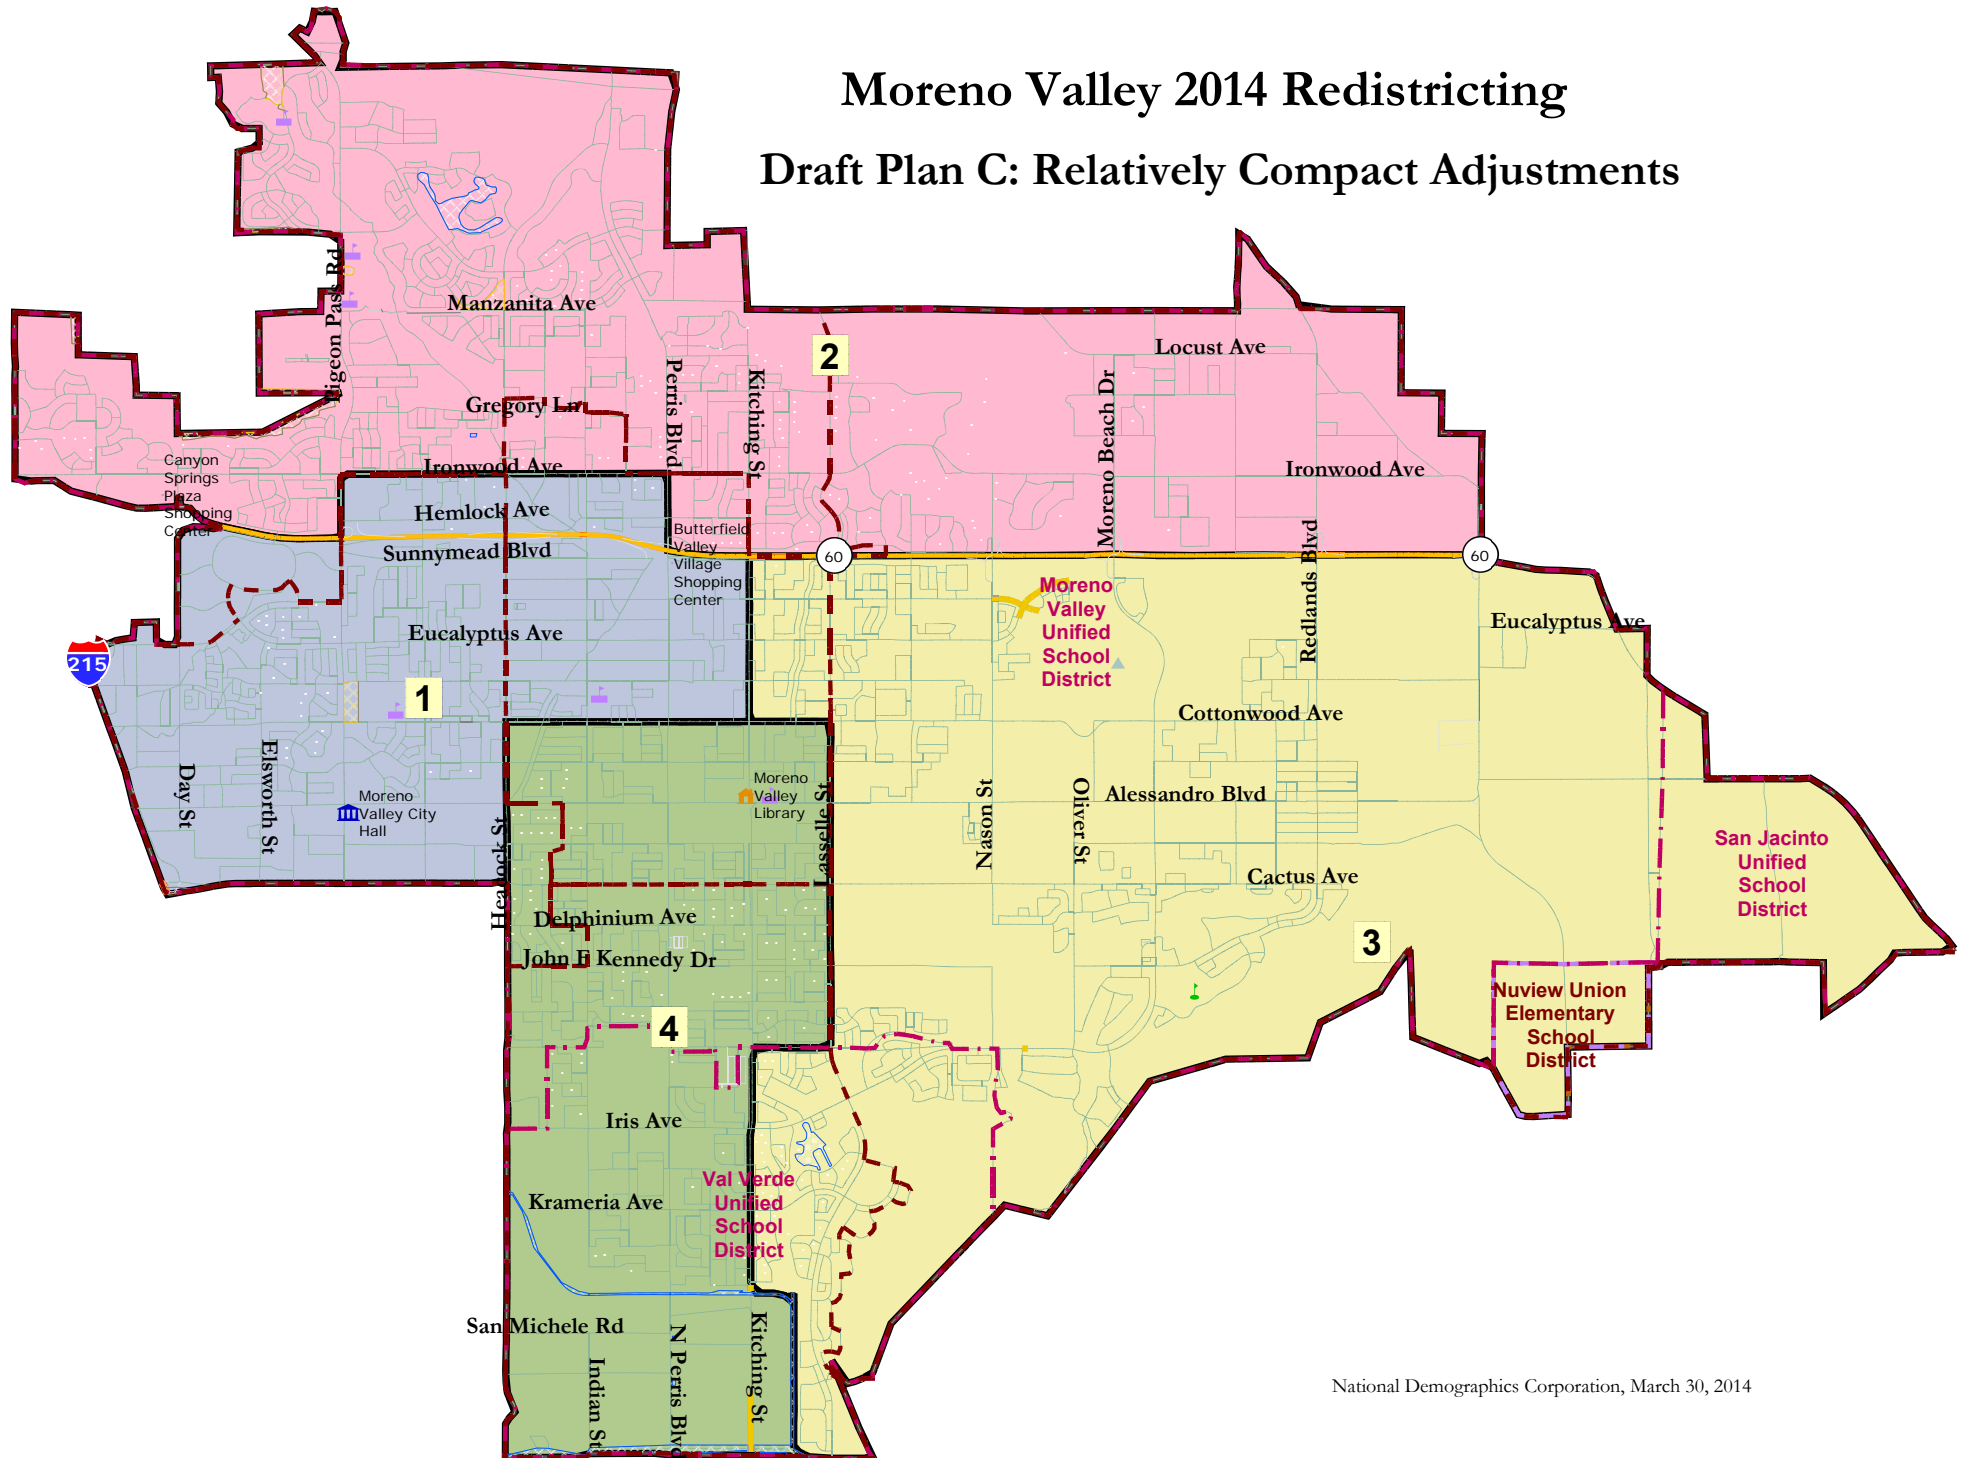 Moreno Valley 2014 Redistricting
Draft Plan C: Relatively Compact Adjustments
Pigeon Pass Rd
Manzanita Ave
2
Locust Ave
Perris Blvd
Kitching St
Moreno Beach Dr
Gregory Ln
Canyon
Springs
Plaza
Shopping
Center
Ironwood Ave
Ironwood Ave
Hemlock Ave
Sunnymead Blvd
Butterfield
Valley
Village
Shopping
Center
60
60
Redlands Blvd
Moreno
Valley
Unified
School
District
Eucalyptus Ave
Eucalyptus Ave
215
1
Cottonwood Ave
Day St
Elsworth St
Moreno
Valley City
Hall
Heacock St
Moreno
Valley
Library
Lasselle St
Nason St
Oliver St
Alessandro Blvd
Cactus Ave
San Jacinto
Unified
School
District
Delphinium Ave
John F Kennedy Dr
3
4
Nuview Union
Elementary
School
District
Iris Ave
Val Verde
Unified
School
District
Krameria Ave
San Michele Rd
Indian St
N Perris Blvd
Kitching St
National Demographics Corporation, March 30, 2014